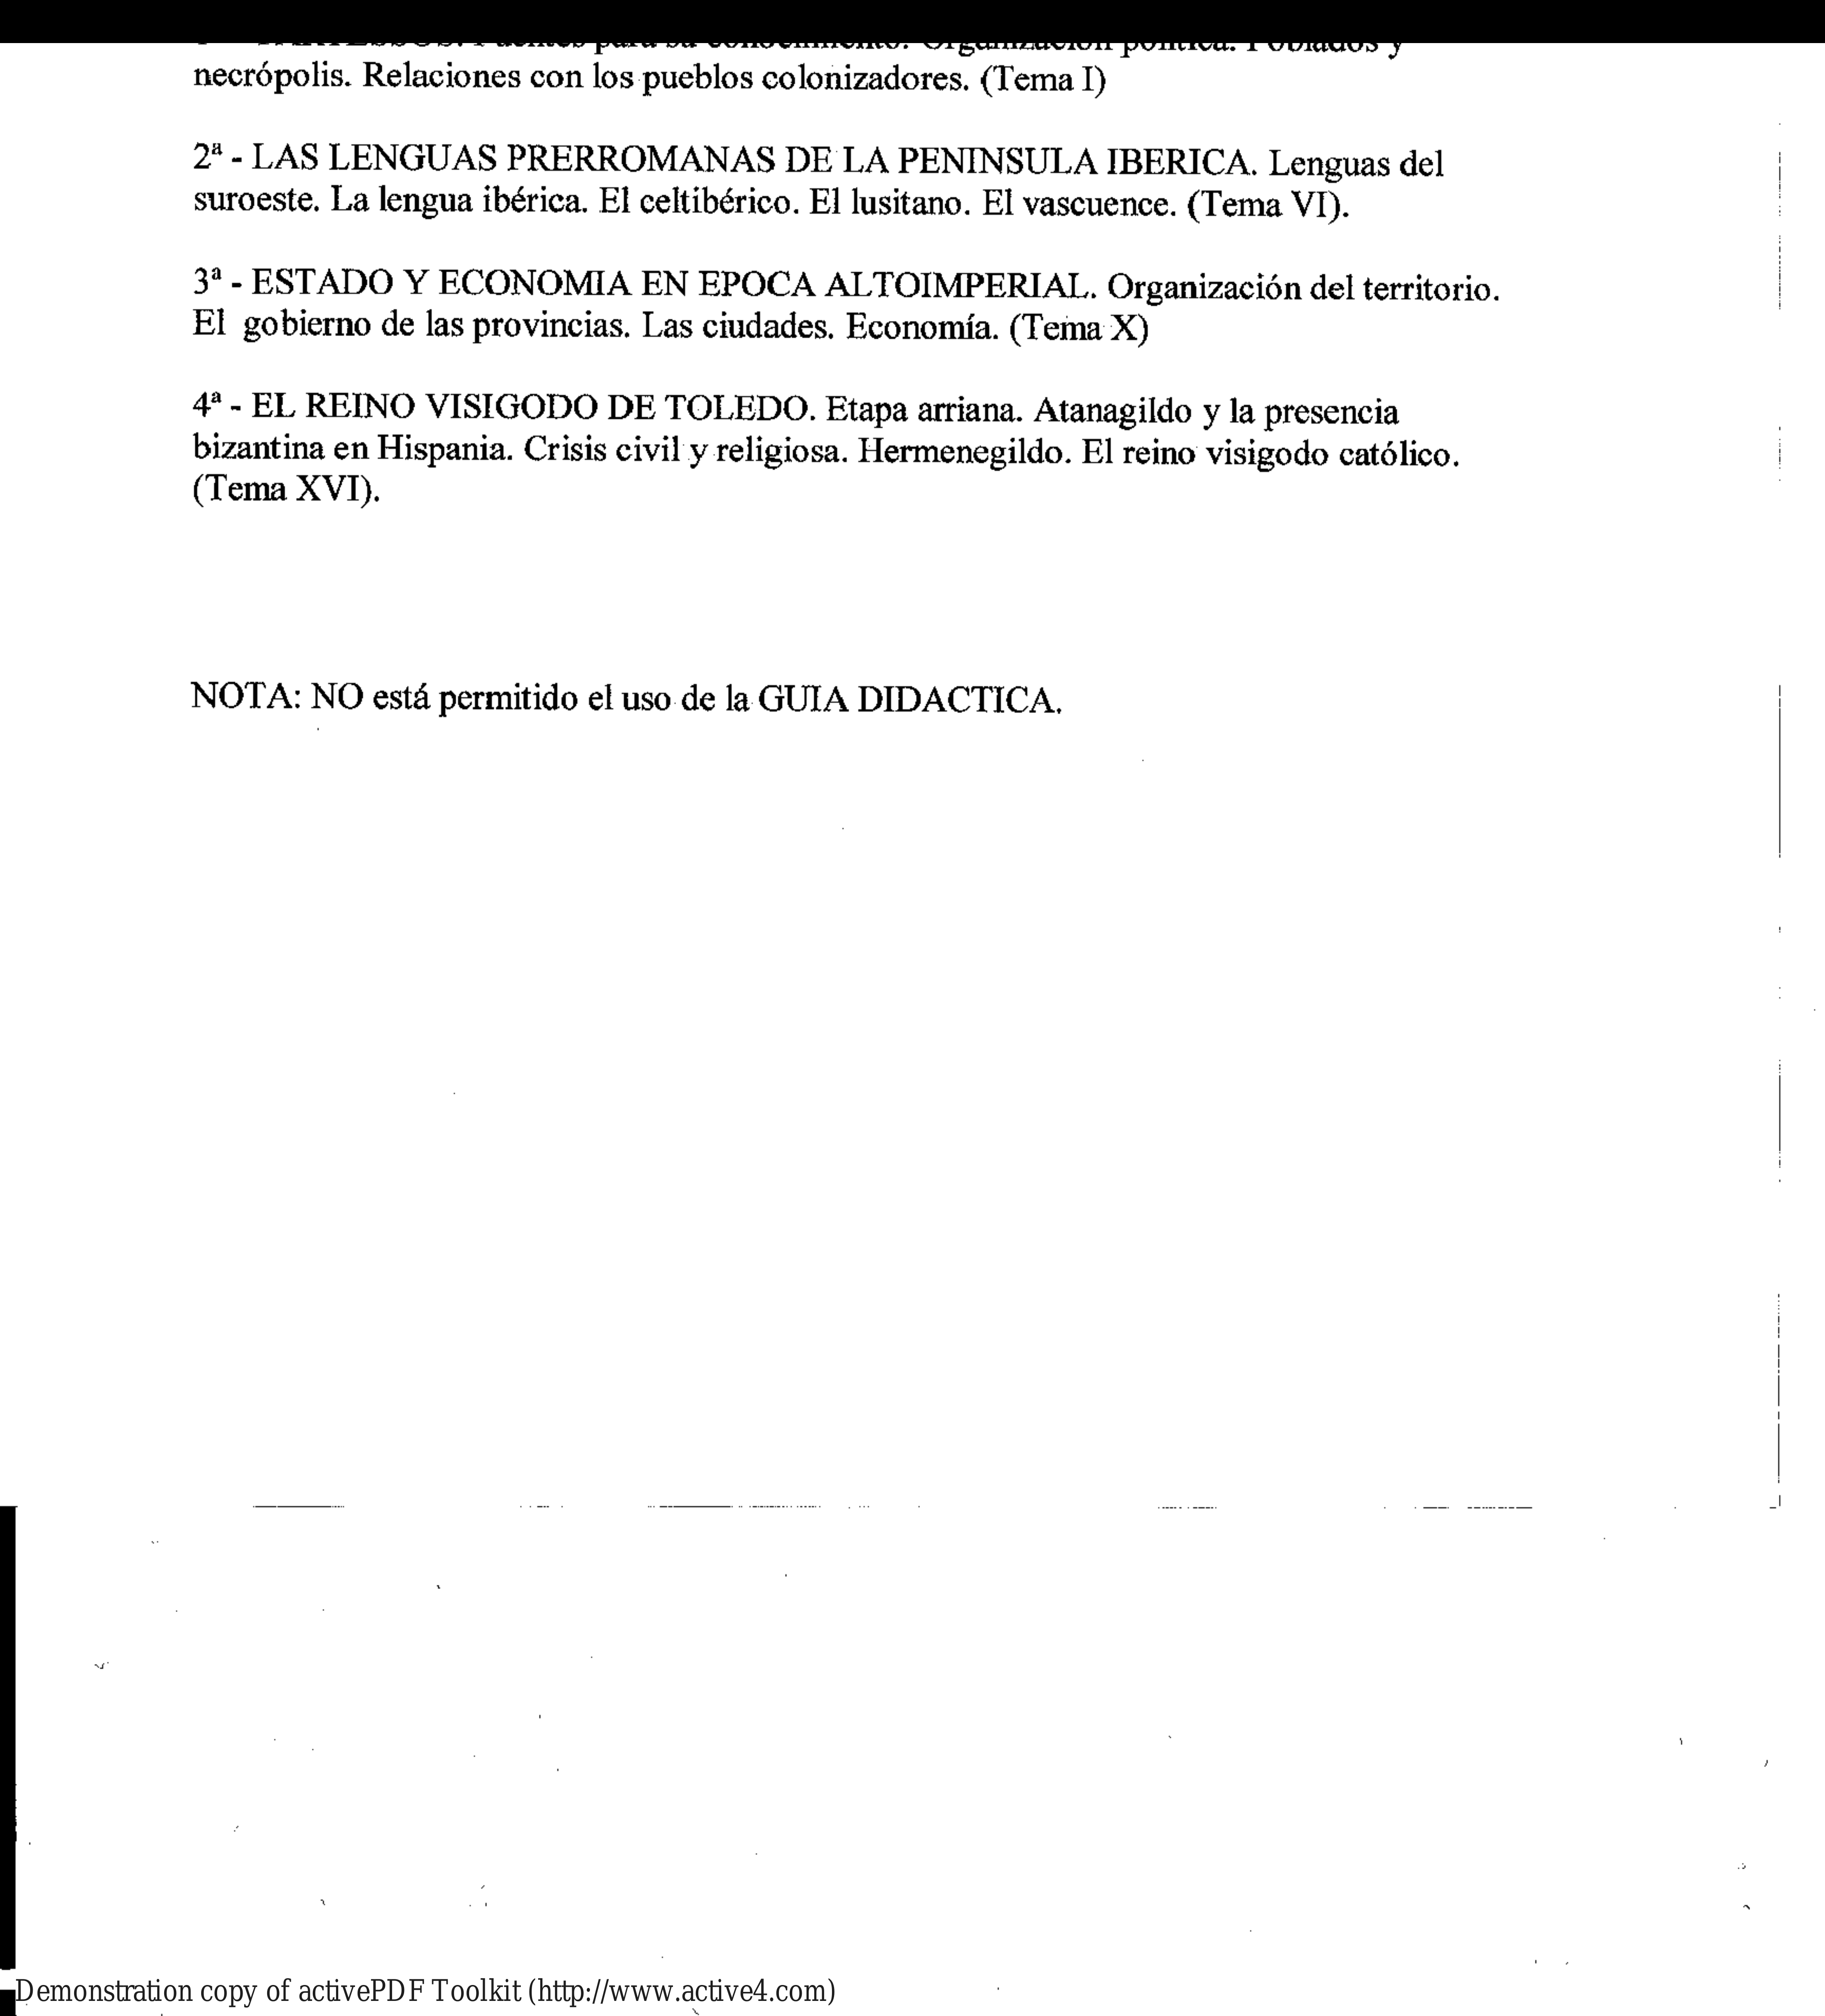 TARTESSOS. Fuentes para su conocimiento. Organización política. Poblados y
necrópolis. Relaciones con los pueblos colonizadores. (Tema I)
2ª - LAS LENGUAS PRERROMANAS DE LA PENINSULA IBERICA. Lenguas del
suroeste. La lengua ibérica. El celtibérico. El lusitano. El vascuence. (Tema VI).
3ª - ESTADO Y ECONOMIA EN EPOCA ALTOIMPERIAL. Organización del territorio.
El gobierno de las provincias. Las ciudades. Economía. (Tema X)
4ª - EL REINO VISIGODO DE TOLEDO. Etapa arriana. Atanagildo y la presencia
bizantina en Hispania. Crisis civil y religiosa. Hermenegildo. El reino visigodo católico.
(Tema XVI).
NOTA: NO está permitido el uso de la GUIA DIDACTICA.
Demonstration copy of activePDF Toolkit (http://www.active4.com)